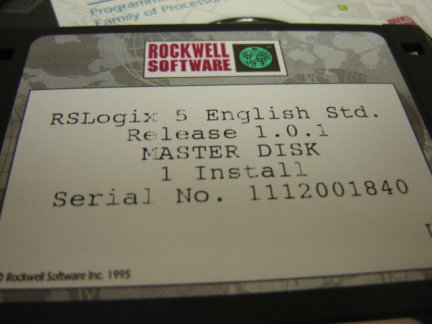 Programm
Family of Processor
ROCKWELL
SOFTWARE
RSLogix 5 English Std.
Release 1.0.1
MASTER DISK
1 Install
Serial No. 1112001840
© Rockwell Software Inc. 1995